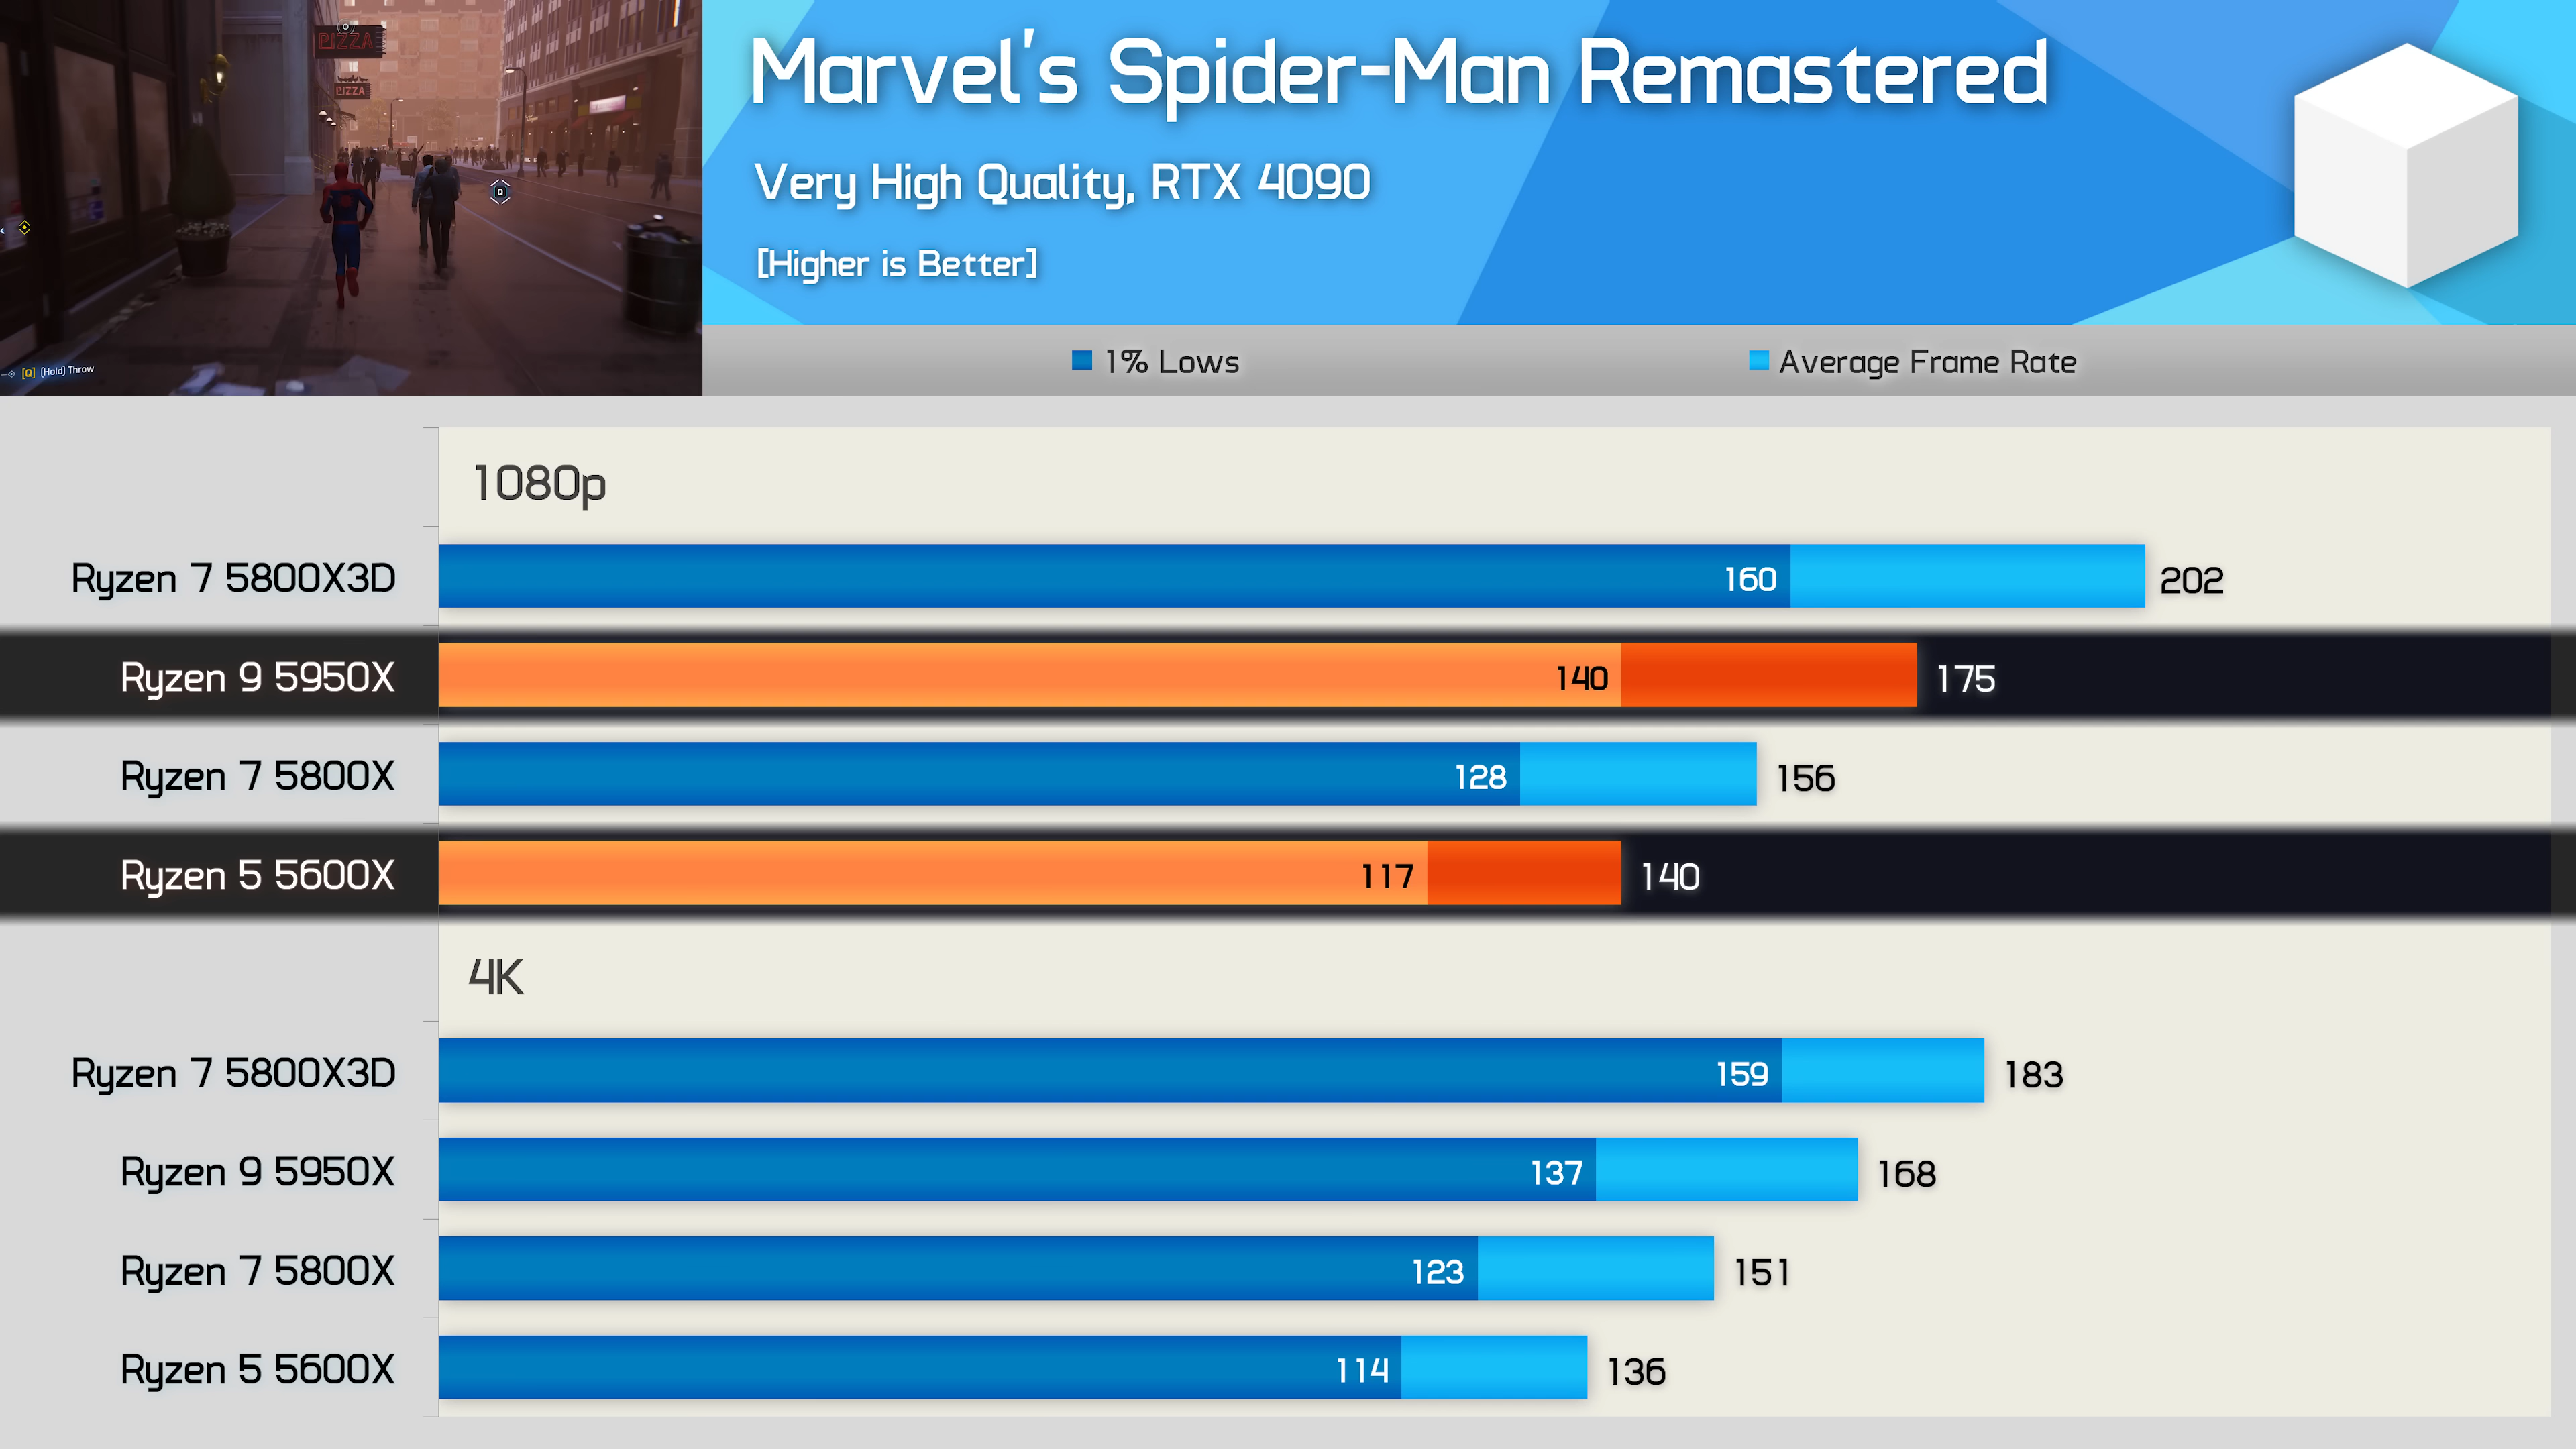 PIZZA
PIZZA
Q
[Q] (Hold) Throw
Marvel's Spider-Man Remastered
Very High Quality, RTX 4090
[Higher is Better]
1% Lows
Average Frame Rate
1080p
Ryzen 7 5800X3D 160 202
Ryzen 9 5950X 140 175
Ryzen 7 5800X 128 156
Ryzen 5 5600X 117 140
4K
Ryzen 7 5800X3D 159 183
Ryzen 9 5950X 137 168
Ryzen 7 5800X 123 151
Ryzen 5 5600X 114 136